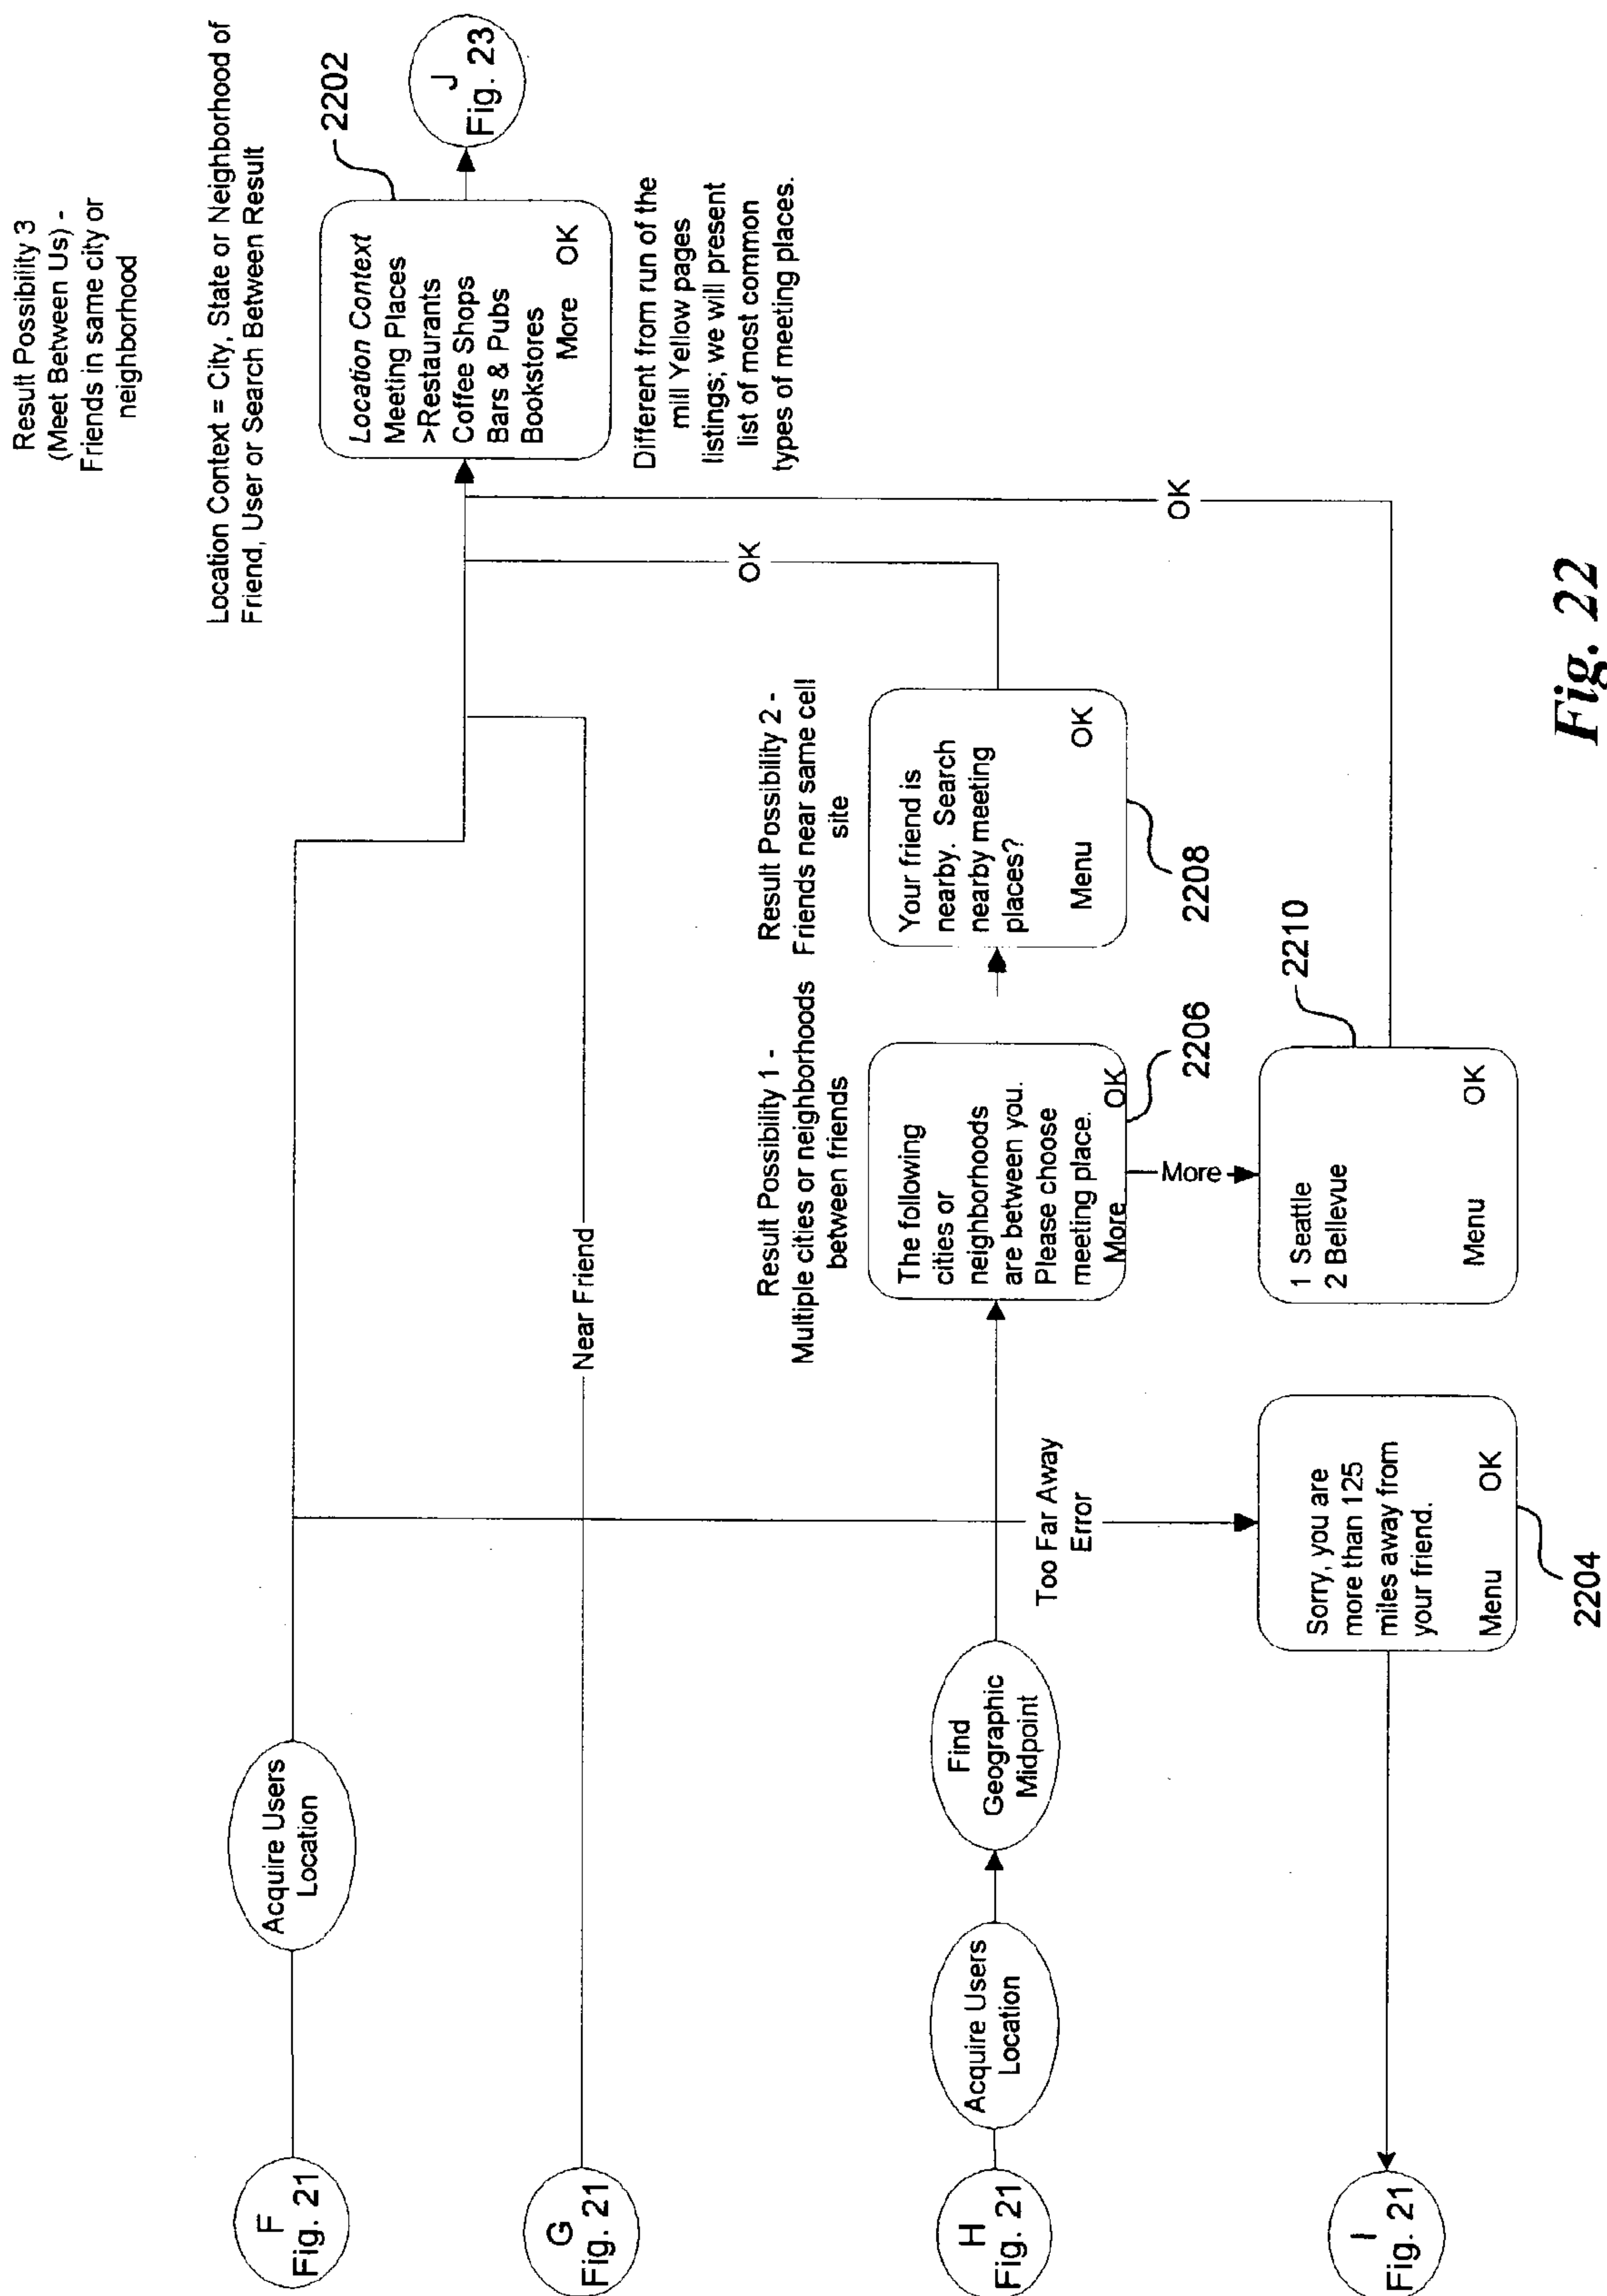 Result Possibility 3
(Meet Between Us) -
Friends in same city or
neighborhood
Location Context = City, State or Neighborhood of
Friend, User or Search Between Result
F
Fig. 21
Acquire Users
Location
2202
Location Context
Meeting Places
>Restaurants
Coffee Shops
Bars & Pubs
Bookstores
More OK
J
Fig. 23
Different from run of the
mill Yellow pages
listings; we will present
list of most common
types of meeting places.
G
Fig. 21
Near Friend
OK
OK
H
Fig. 21
Acquire Users
Location
Find
Geographic
Midpoint
Too Far Away
Error
Result Possibility 1 -
Multiple cities or neighborhoods
between friends
The following
cities or
neighborhoods
are between you.
Please choose
meeting place.
More OK
2206
Result Possibility 2 -
Friends near same cell
site
Your friend is
nearby. Search
nearby meeting
places?
Menu OK
2208
More
I
Fig. 21
Sorry, you are
more than 125
miles away from
your friend.
Menu OK
2204
1 Seattle
2 Bellevue
Menu OK
2210
Fig. 22